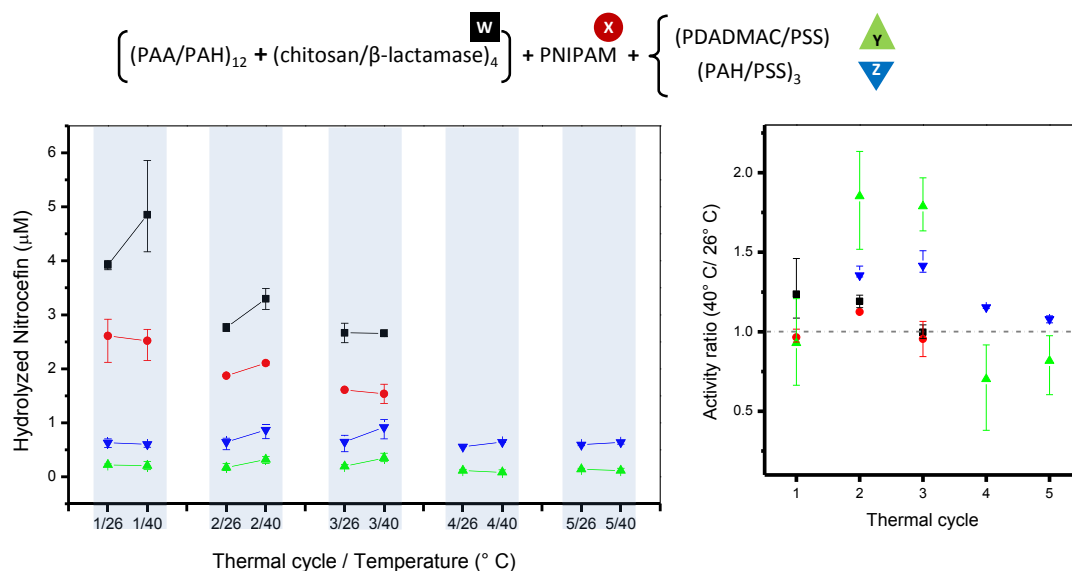 W X
(PAA/PAH)12 + (chitosan/β-lactamase)4 + PNIPAM + (PDADMAC/PSS) Y
(PAH/PSS)3 Z
Hydrolyzed Nitrocefin (μM)
6
5
4
3
2
1
0
1/26 1/40 2/26 2/40 3/26 3/40 4/26 4/40 5/26 5/40
Thermal cycle / Temperature (° C)
Activity ratio (40° C/ 26° C)
2.0
1.5
1.0
0.5
1 2 3 4 5
Thermal cycle